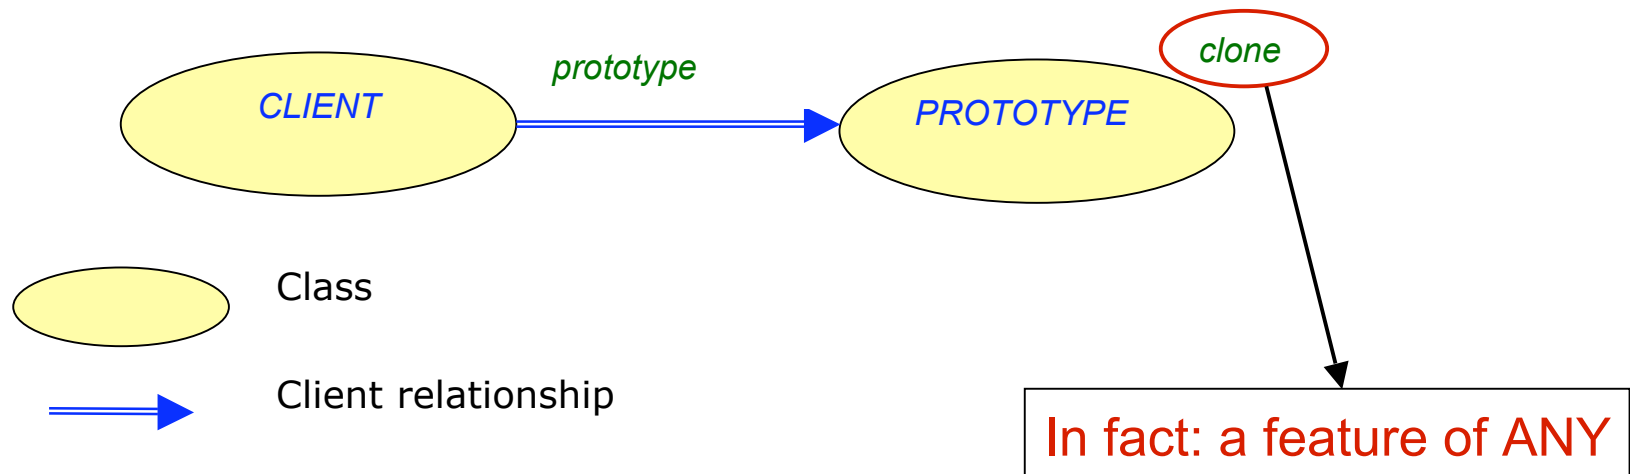 clone
prototype
CLIENT
PROTOTYPE
Class
Client relationship
In fact: a feature of ANY